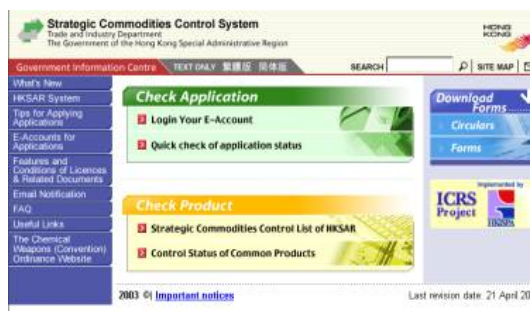 Strategic Commodities Control System
Trade and Industry Department
The Government of the Hong Kong Special Administrative Region
HONG
KONG
Government Information Centre TEXT ONLY 繁體版 简体版 SEARCH SITE MAP
What's New
HKSAR System
Tips for Applying
Applications
E-Accounts for
Applications
Features and
Conditions of Licences
& Related Documents
Email Notification
FAQ
Useful Links
The Chemical
Weapons (Convention)
Ordinance Website
Check Application
Login Your E-Account
Quick check of application status
Check Product
Strategic Commodities Control List of HKSAR
Control Status of Common Products
Download
Forms
Circulars
Forms
Implemented by
ICRS
Project
HKISPA
2003 ©| Important notices
Last revision date: 21 April 20